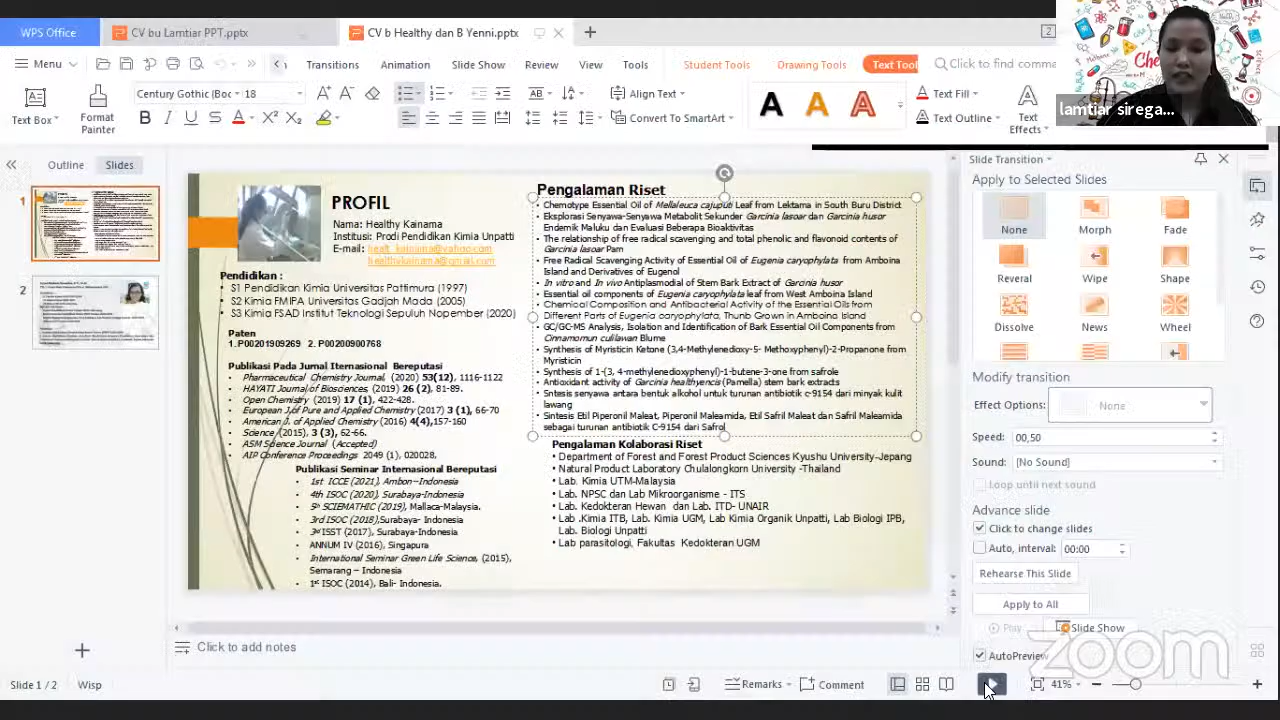 WPS Office
CV bu Lamtiar PPT.pptx
CV b Healthy dan B Yenni.pptx
2
Menu
Transitions
Animation
Slide Show
Review
View
Tools
Student Tools
Drawing Tools
Text Tool
Click to find comme
lamtiar sirega...
Text Box
Format
Painter
Century Gothic (Boc
18
Align Text
Convert To SmartArt
Text Fill
Text Outline
Text
Effects
Outline
Slides
1
2
PROFIL
Nama: Healthy Kainama
Institusi: Prodi Pendidikan Kimia Unpatti
E-mail: healt_kainama@yahoo.com
healthykainama@gmail.com
Pendidikan :
S1 Pendidikan Kimia Universitas Pattimura (1997)
S2 Kimia FMIPA Universitas Gadjah Mada (2005)
S3 Kimia FSAD Institut Teknologi Sepuluh Nopember (2020)
Paten
1.P00201909269 2. P00200900768
Publikasi Pada Jurnal Iternasional Bereputasi
Pharmaceutical Chemistry Journal, (2020) 53(12), 1116-1122
HAYATI Journal of Biosciences, (2019) 26 (2), 81-89.
Open Chemistry (2019) 17 (1), 422-428.
European J of Pure and Applied Chemistry (2017) 3 (1), 66-70
American J. of Applied Chemistry (2016) 4(4),157-160
Science (2015), 3 (3), 62-66.
ASM Science Journal (Accepted)
AIP Conference Proceedings 2049 (1), 020028.
Publikasi Seminar Internasional Bereputasi
1st ICCE (2021), Ambon–Indonesia
4th ISOC (2020), Surabaya-Indonesia
5th SCIEMATHIC (2019), Mallaca-Malaysia.
3rd ISOC (2018),Surabaya- Indonesia
3rd ISST (2017), Surabaya-Indonesia
ANNUM IV (2016), Singapura
International Seminar Green Life Science, (2015),
Semarang – Indonesia
1st ISOC (2014), Bali- Indonesia.
Pengalaman Riset
Chemotype Essential Oil of Mellaleuca cajuputi Leaf from Lektama in South Buru District
Eksplorasi Senyawa-Senyawa Metabolit Sekunder Garcinia lasoar dan Garcinia husor
Endemik Maluku dan Evaluasi Beberapa Bioaktivitas
The relationship of free radical scavenging and total phenolic and flavonoid contents of
Garcinia lasoar Pam
Free Radical Scavenging Activity of Essential Oil of Eugenia caryophylata from Amboina
Island and Derivatives of Eugenol
In vitro and In vivo Antiplasmodial of Stem Bark Extract of Garcinia husor
Essential oil components of Eugenia caryophylata leaf from West Amboina Island
Chemical Composition and Antibacterial Activity of the Essential Oils from
Different Parts of Eugenia caryophylata, Thunb Grown in Amboina Island
GC/GC-MS Analysis, Isolation and Identification of Bark Essential Oil Components from
Cinnamomun culilawan Blume
Synthesis of Myristicin Ketone (3,4-Methylenedioxy-5- Methoxyphenyl)-2-Propanone from
Myristicin
Synthesis of 1-(3, 4-methylenedioxyphenyl)-1-butene-3-one from safrole
Antioxidant activity of Garcinia healthyencis (Pamella) stem bark extracts
Sntesis senyawa antara bentuk alkohol untuk turunan antibiotik c-9154 dari minyak kulit
lawang
Sintesis Etil Piperonil Maleat, Piperonil Maleamida, Etil Safril Maleat dan Safril Maleamida
sebagai turunan antibiotik C-9154 dari Safrol
Pengalaman Kolaborasi Riset
Department of Forest and Forest Product Sciences Kyushu University-Jepang
Natural Product Laboratory Chulalongkorn University -Thailand
Lab. Kimia UTM-Malaysia
Lab. NPSC dan Lab Mikroorganisme - ITS
Lab. Kedokteran Hewan dan Lab. ITD- UNAIR
Lab .Kimia ITB, Lab. Kimia UGM, Lab Kimia Organik Unpatti, Lab Biologi IPB,
Lab. Biologi Unpatti
Lab parasitologi, Fakultas Kedokteran UGM
Slide Transition
Apply to Selected Slides
None
Morph
Fade
Reveral
Wipe
Shape
Dissolve
News
Wheel
Modify transition
Effect Options:
None
Speed:
00,50
Sound:
[No Sound]
Loop until next sound
Advance slide
Click to change slides
Auto, interval:
00:00
Rehearse This Slide
Apply to All
Play
Slide Show
AutoPreview
zoom
Click to add notes
Slide 1 / 2
Wisp
Remarks
Comment
41%